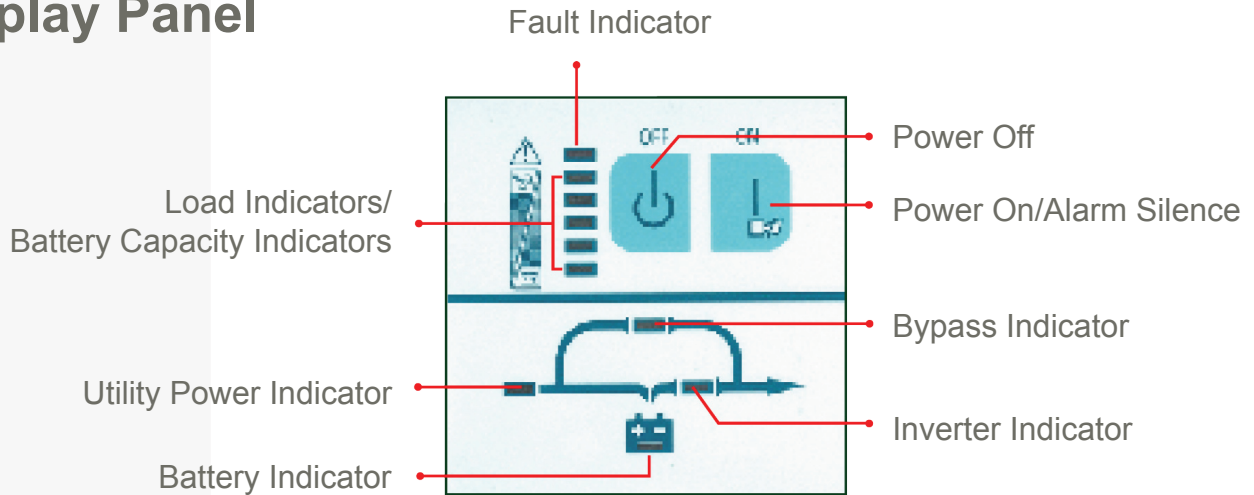 play Panel
Fault Indicator
OFF
ON
Power Off
Load Indicators/
Battery Capacity Indicators
Power On/Alarm Silence
Bypass Indicator
Utility Power Indicator
Inverter Indicator
Battery Indicator